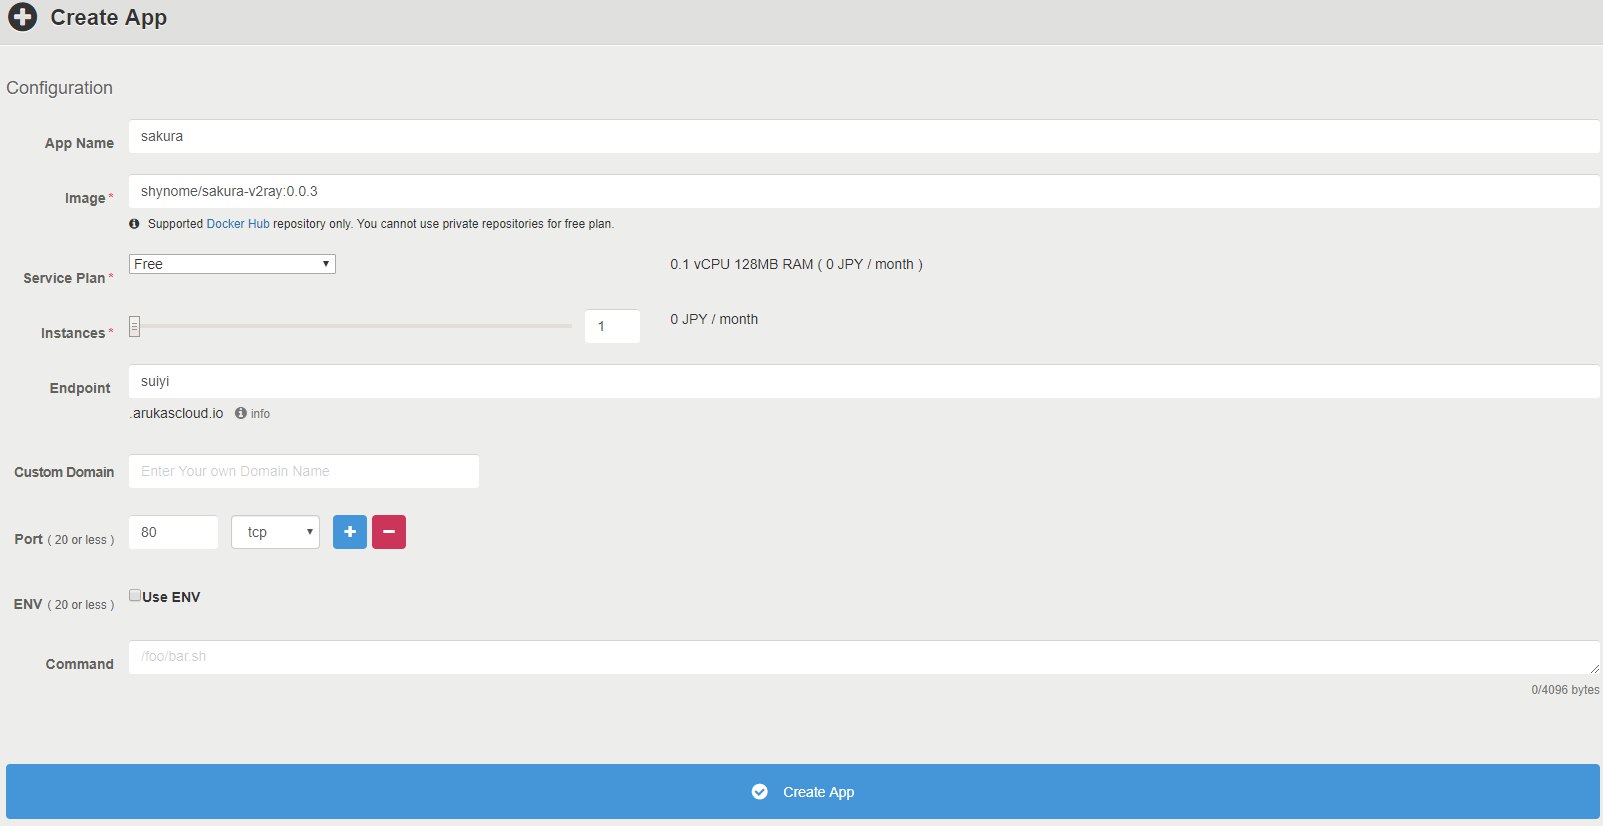 Create App
Configuration
App Name
sakura
Image *
shynome/sakura-v2ray:0.0.3
Supported Docker Hub repository only. You cannot use private repositories for free plan.
Service Plan *
Free
0.1 vCPU 128MB RAM ( 0 JPY / month )
Instances *
1
0 JPY / month
Endpoint
suiyi
.arukascloud.io info
Custom Domain
Enter Your own Domain Name
Port ( 20 or less )
80
tcp
ENV ( 20 or less )
Use ENV
Command
/foo/bar.sh
0/4096 bytes
Create App